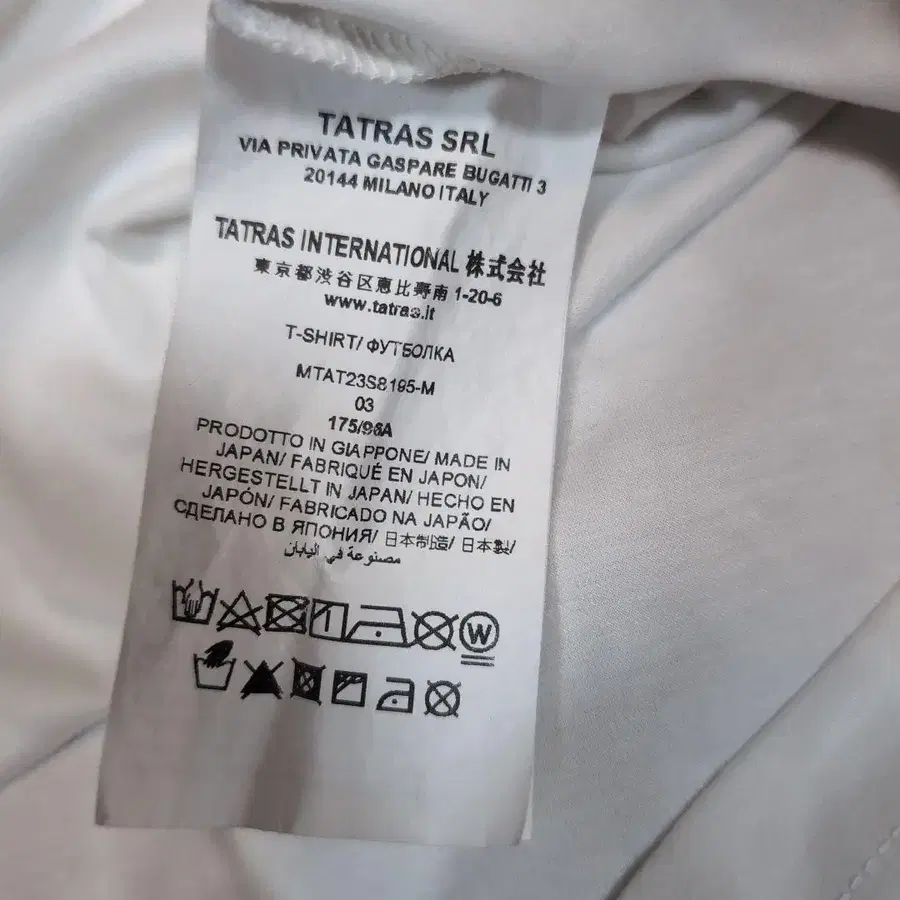 TATRAS SRL
VIA PRIVATA GASPARE BUGATTI 3
20144 MILANO ITALY
TATRAS INTERNATIONAL 株式会社
東京都渋谷区恵比寿南 1-20-6
www.tatras.it
T-SHIRT/ ФУТБОЛКА
MTAT23S8195-M
03
175/96A
PRODOTTO IN GIAPPONE/ MADE IN
JAPAN/ FABRIQUÉ EN JAPON/
HERGESTELLT IN JAPAN/ HECHO EN
JAPÓN/ FABRICADO NA JAPÃO/
СДЕЛАНО В ЯПОНИЯ/ 日本制造/ 日本製/
مصنوعة في اليابان
W